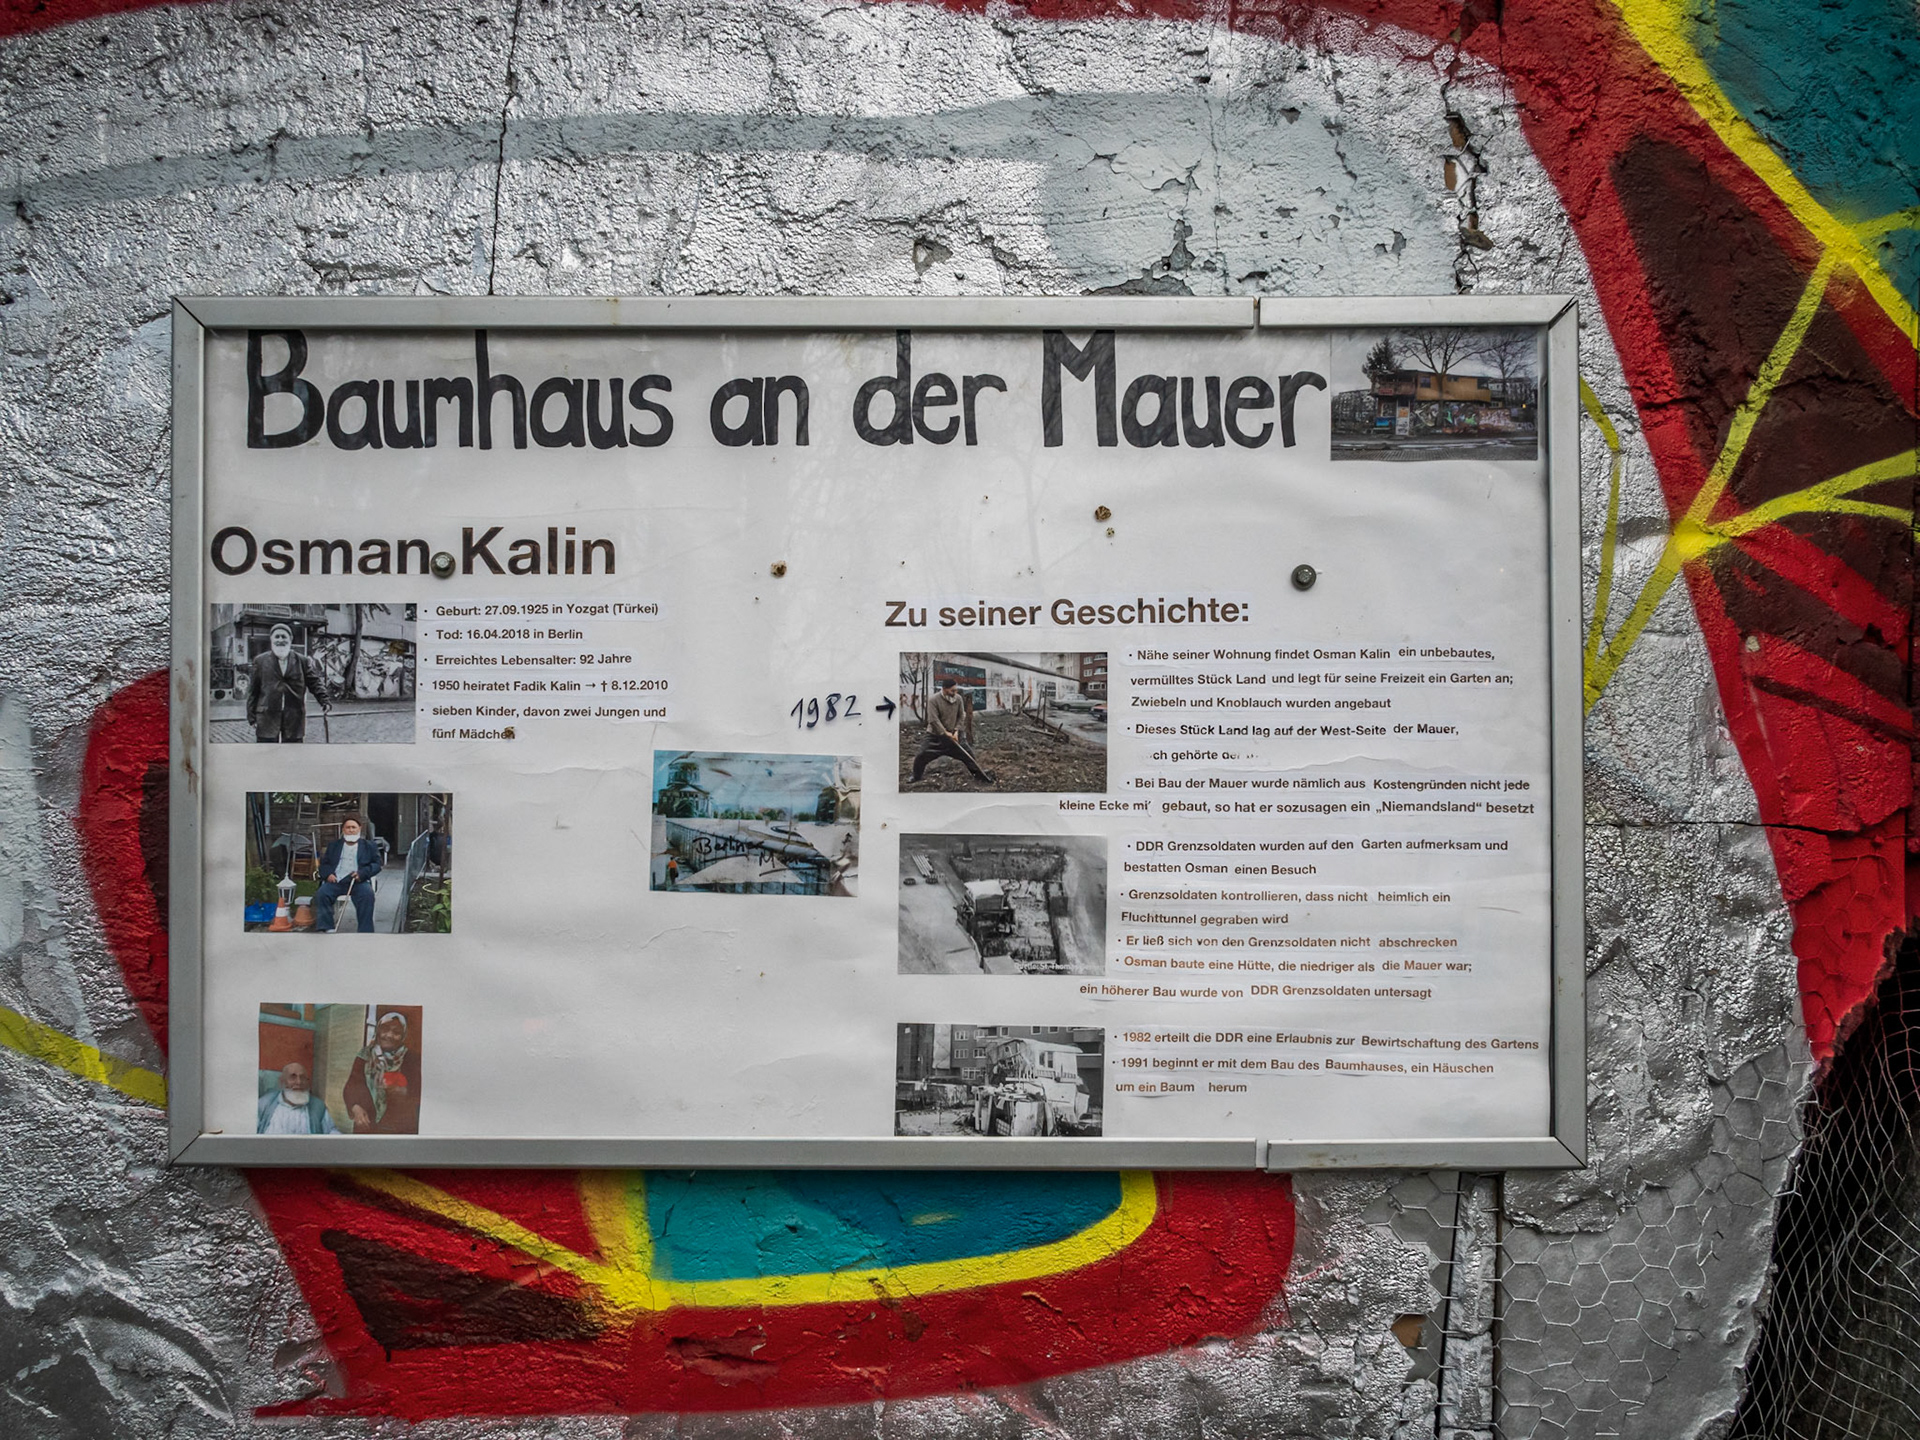 Baumhaus an der Mauer
Osman Kalin
· Geburt: 27.09.1925 in Yozgat (Türkei)
· Tod: 16.04.2018 in Berlin
· Erreichtes Lebensalter: 92 Jahre
· 1950 heiratet Fadik Kalin → † 8.12.2010
· sieben Kinder, davon zwei Jungen und
fünf Mädchen
Berliner
1982 →
Zu seiner Geschichte:
· Nähe seiner Wohnung findet Osman Kalin ein unbebautes,
vermülltes Stück Land und legt für seine Freizeit ein Garten an;
Zwiebeln und Knoblauch wurden angebaut
· Dieses Stück Land lag auf der West-Seite der Mauer,
gehörte
· Bei Bau der Mauer wurde nämlich aus Kostengründen nicht jede
kleine Ecke gebaut, so hat er sozusagen ein „Niemandsland“ besetzt
· DDR Grenzsoldaten wurden auf den Garten aufmerksam und
bestatten Osman einen Besuch
· Grenzsoldaten kontrollieren, dass nicht heimlich ein
Fluchttunnel gegraben wird
· Er ließ sich von den Grenzsoldaten nicht abschrecken
· Osman baute eine Hütte, die niedriger als die Mauer war;
ein höherer Bau wurde von DDR Grenzsoldaten untersagt
· 1982 erteilt die DDR eine Erlaubnis zur Bewirtschaftung des Gartens
· 1991 beginnt er mit dem Bau des Baumhauses, ein Häuschen
um ein Baum herum